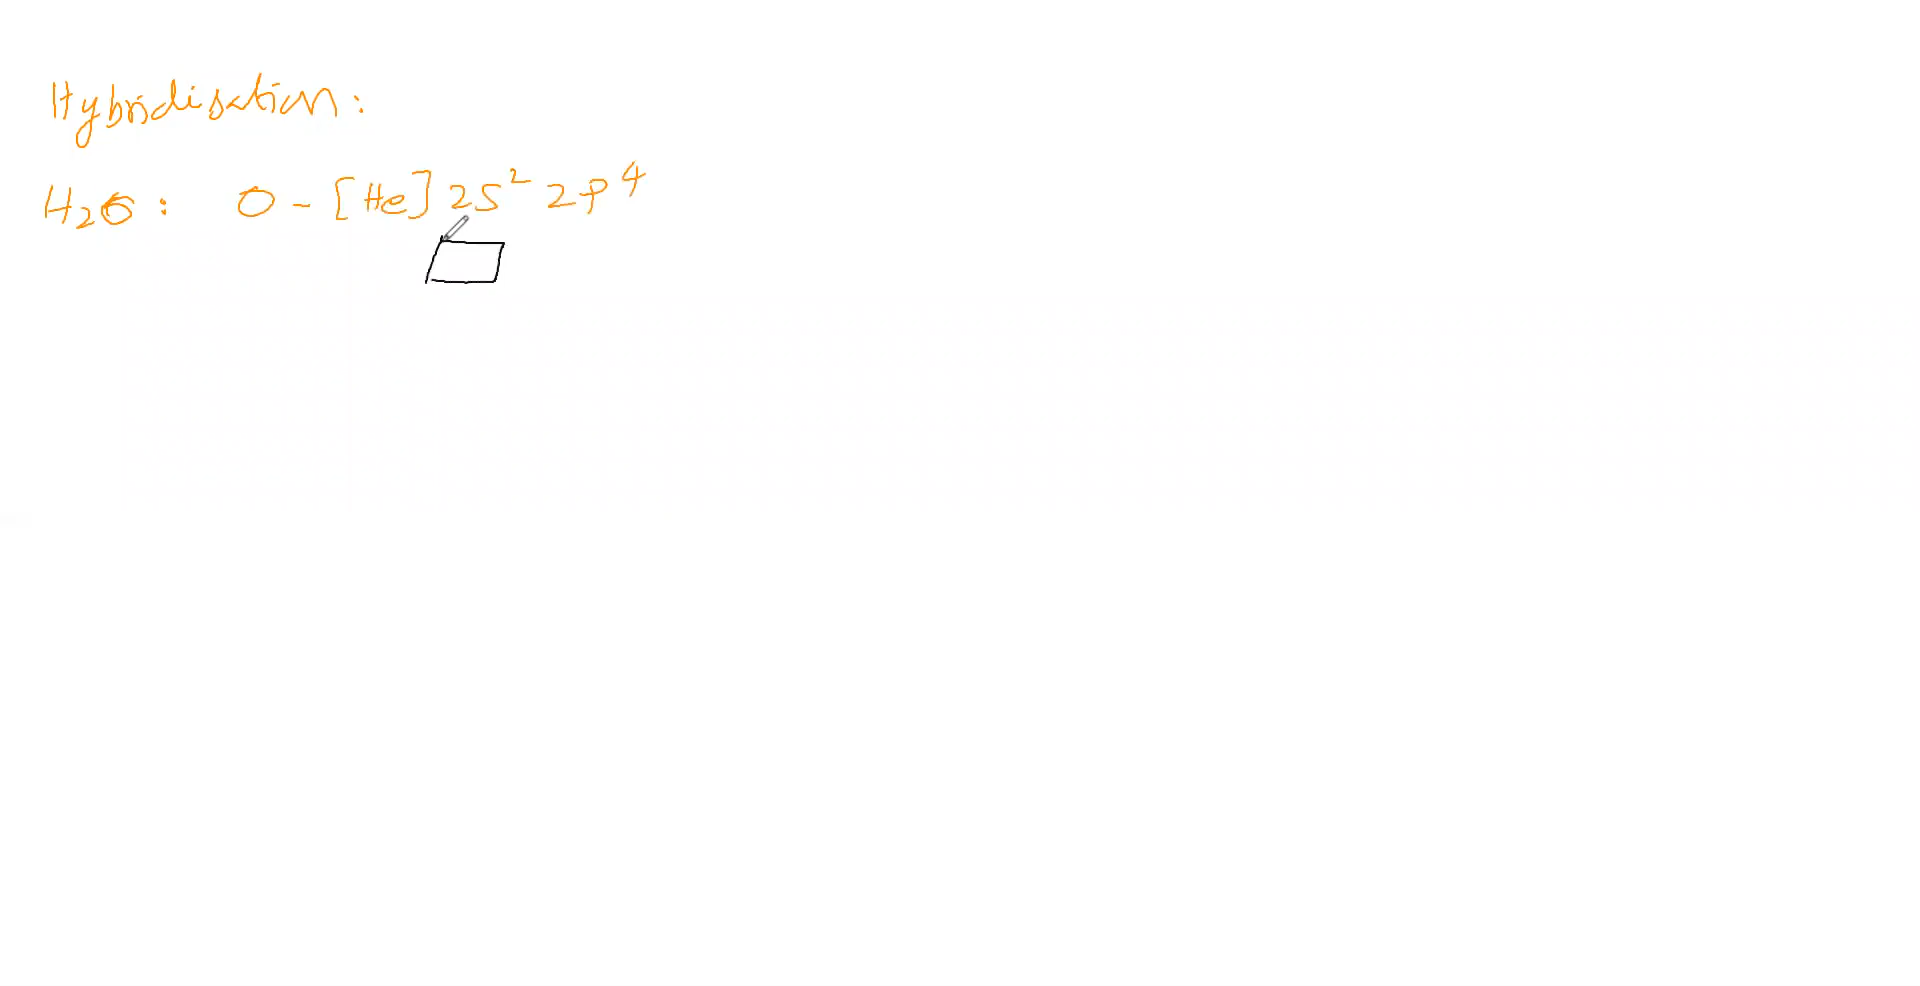 Hybridisation:
H₂O : O - [He] 2S² 2p⁴